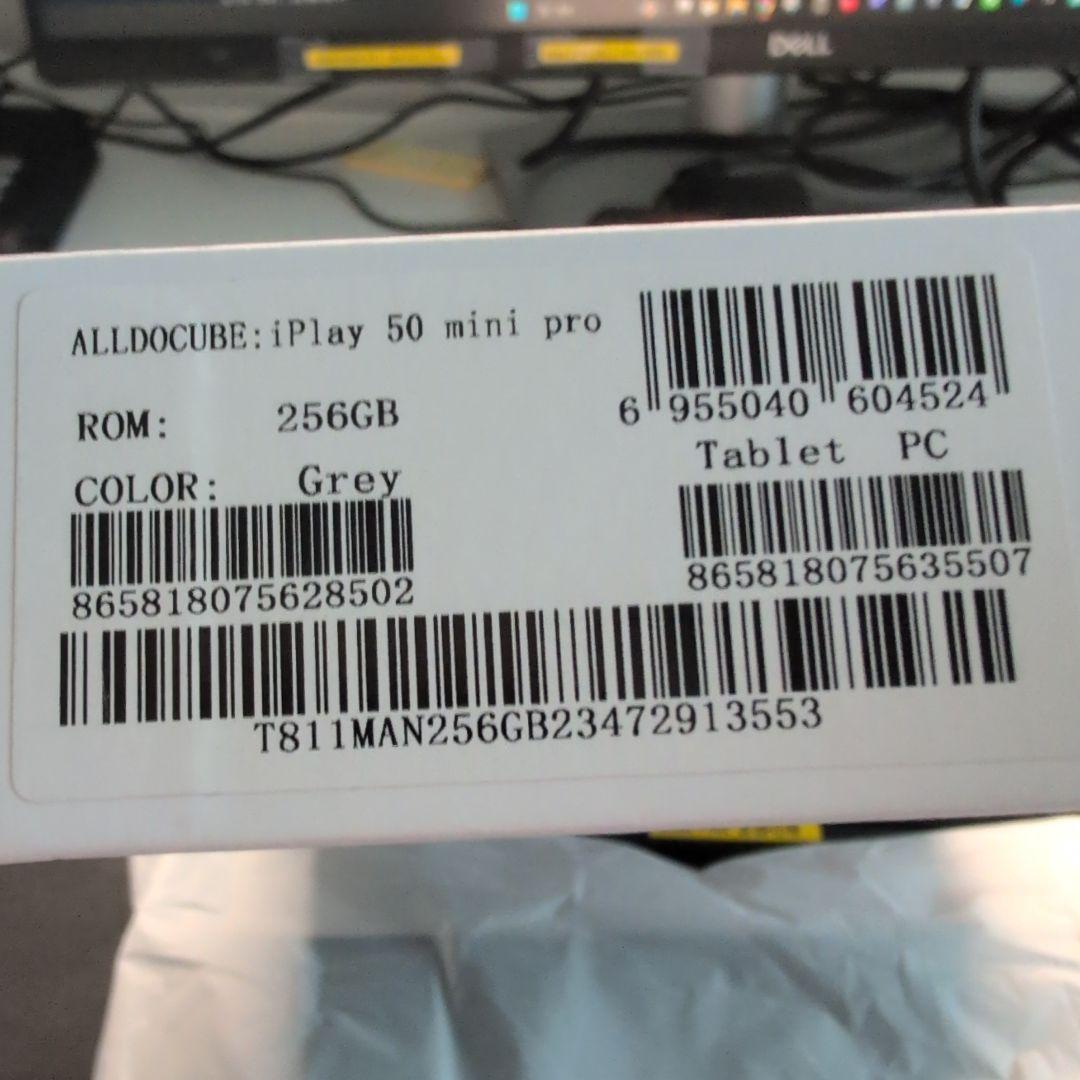 DELL
ALLDOCUBE:iPlay 50 mini pro
ROM: 256GB
COLOR: Grey
6 955040 604524
Tablet PC
865818075628502
865818075635507
T811MAN256GB23472913553